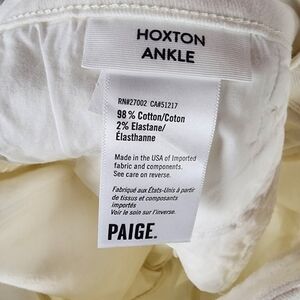 HOXTON
ANKLE
RN#27002 CA#51217
98% Cotton/Coton
2% Elastane/
Élasthanne
Made in the USA of Imported
fabric and components.
See care on reverse.
Fabriqué aux États-Unis à partir
de tissus et composants
importés
Voir le soin sur l'inverse.
PAIGE.